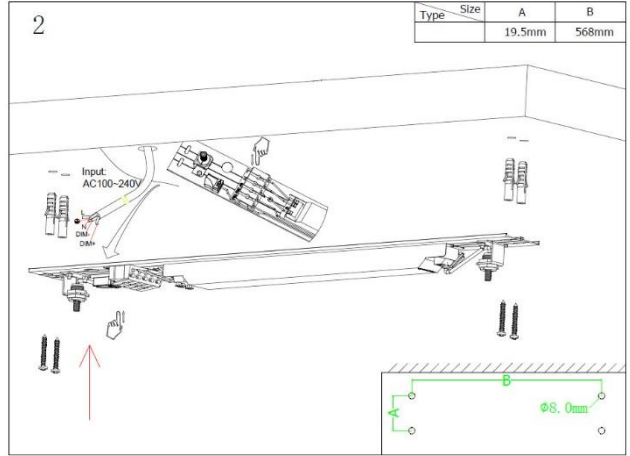 2
Type Size A B
19.5mm 568mm
Input:
AC100~240V
N
DIM-
DIM+
B
A
Φ8.0mm